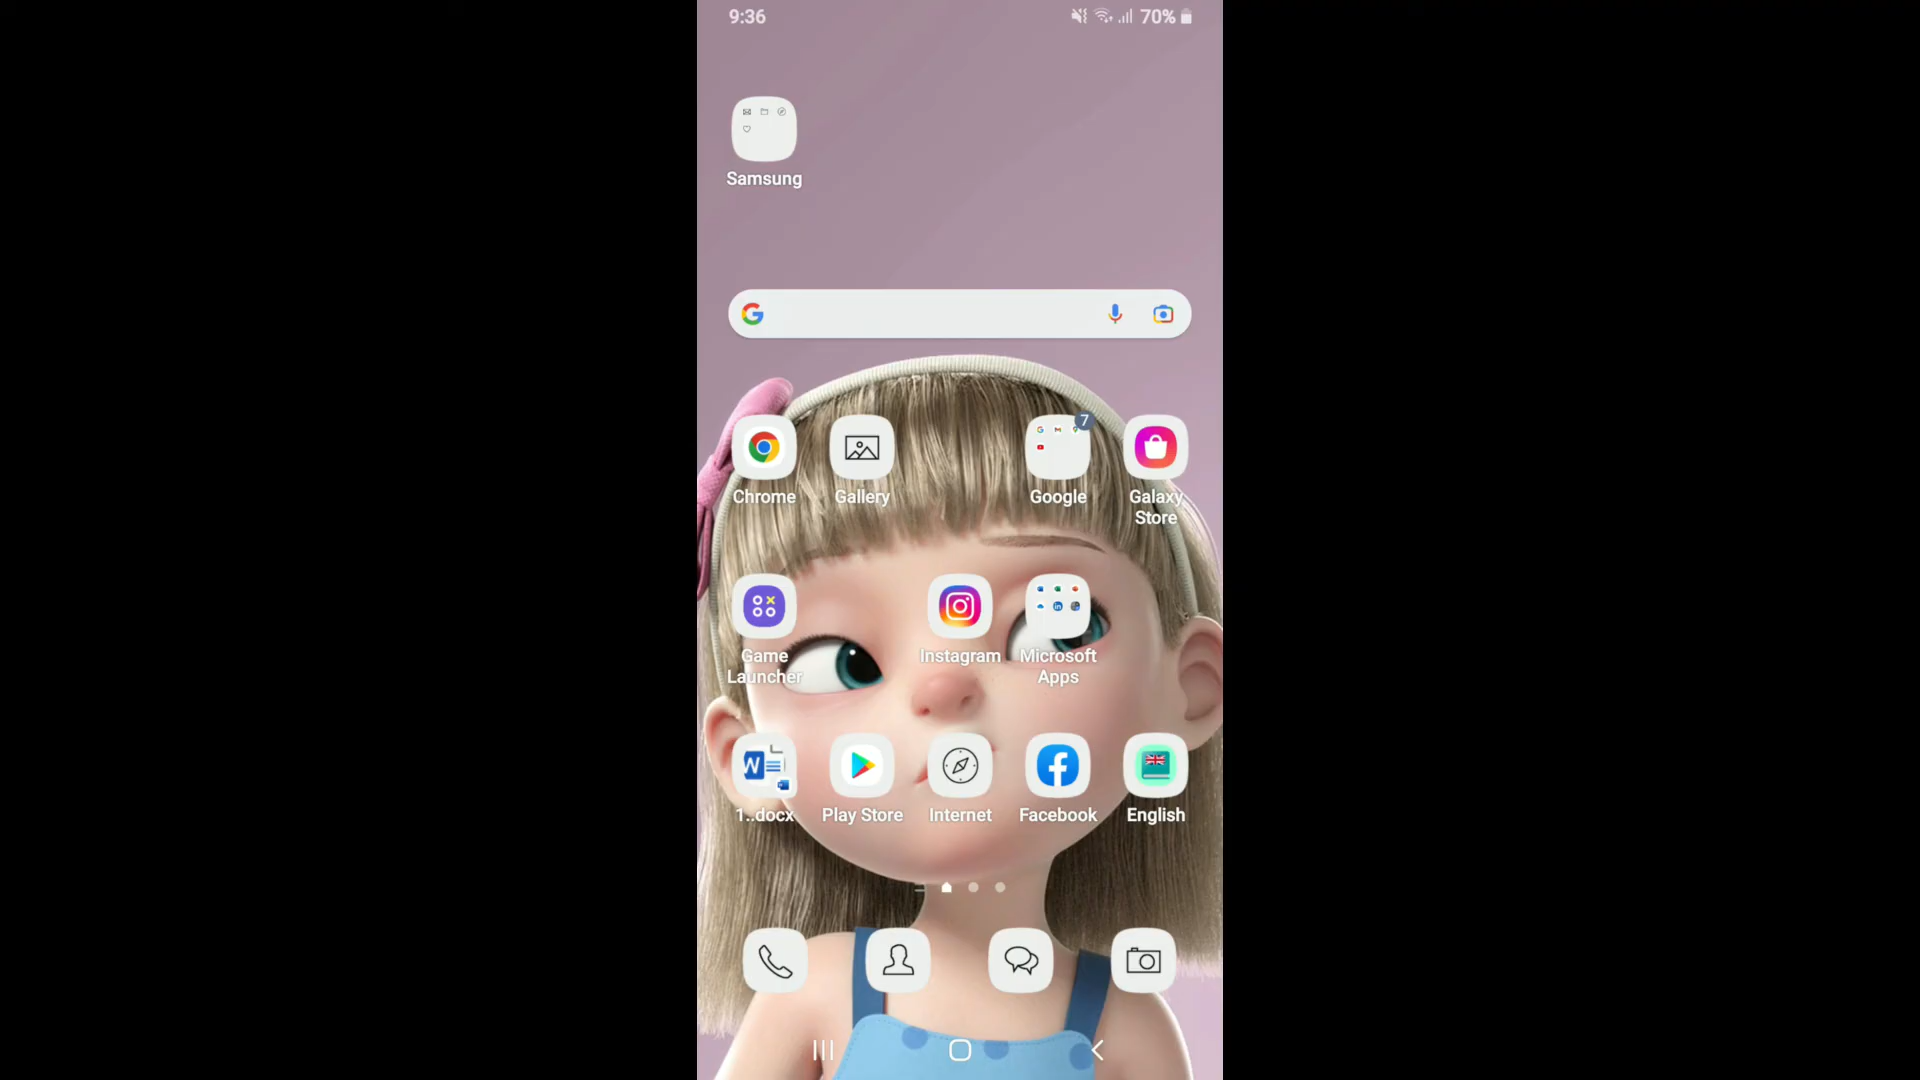 9:36
70%
Samsung
7
Chrome
Gallery
Google
Galaxy
Store
Game
Launcher
Instagram
Microsoft
Apps
1..docx
Play Store
Internet
Facebook
English